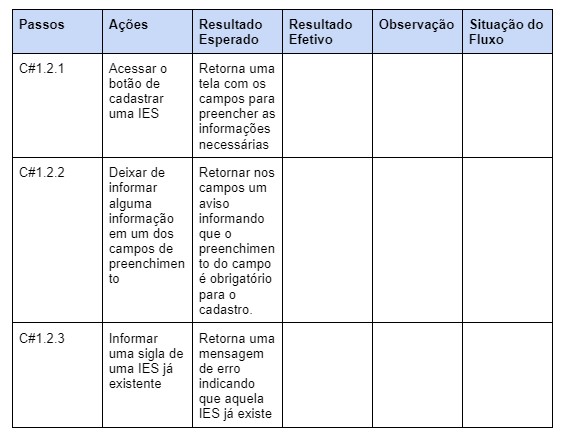 Passos
Ações
Resultado
Esperado
Resultado
Efetivo
Observação
Situação do
Fluxo
C#1.2.1
Acessar o
botão de
cadastrar
uma IES
Retorna uma
tela com os
campos para
preencher as
informações
necessárias
C#1.2.2
Deixar de
informar
alguma
informação
em um dos
campos de
preenchimen
to
Retornar nos
campos um
aviso
informando
que o
preenchimen
to do campo
é obrigatório
para o
cadastro.
C#1.2.3
Informar
uma sigla de
uma IES já
existente
Retorna uma
mensagem
de erro
indicando
que aquela
IES já existe